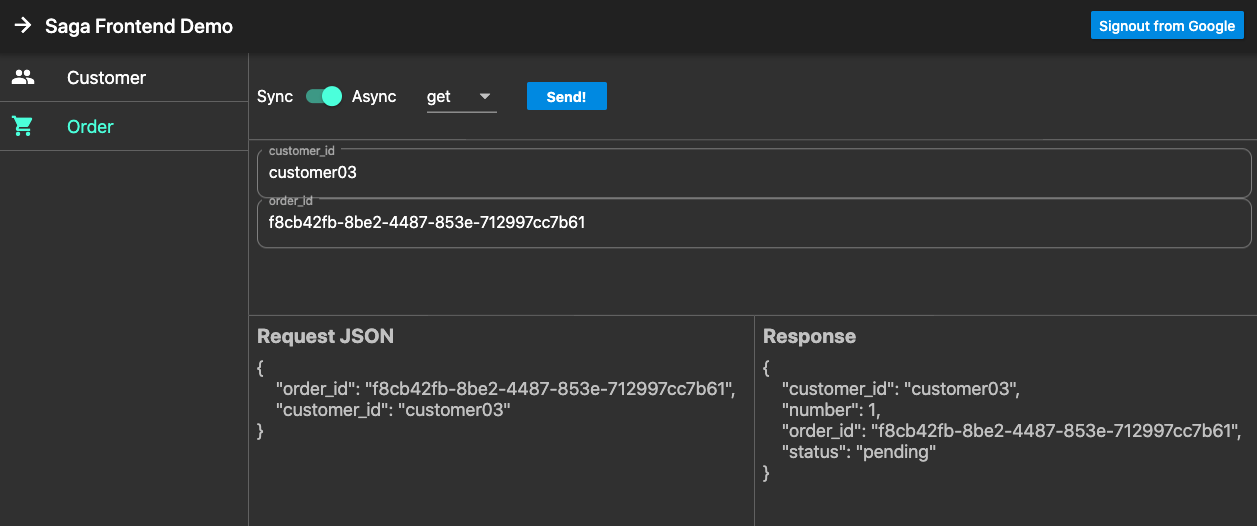 Saga Frontend Demo
Signout from Google
Customer
Order
Sync Async get Send!
customer_id
customer03
order_id
f8cb42fb-8be2-4487-853e-712997cc7b61
Request JSON
{
"order_id": "f8cb42fb-8be2-4487-853e-712997cc7b61",
"customer_id": "customer03"
}
Response
{
"customer_id": "customer03",
"number": 1,
"order_id": "f8cb42fb-8be2-4487-853e-712997cc7b61",
"status": "pending"
}